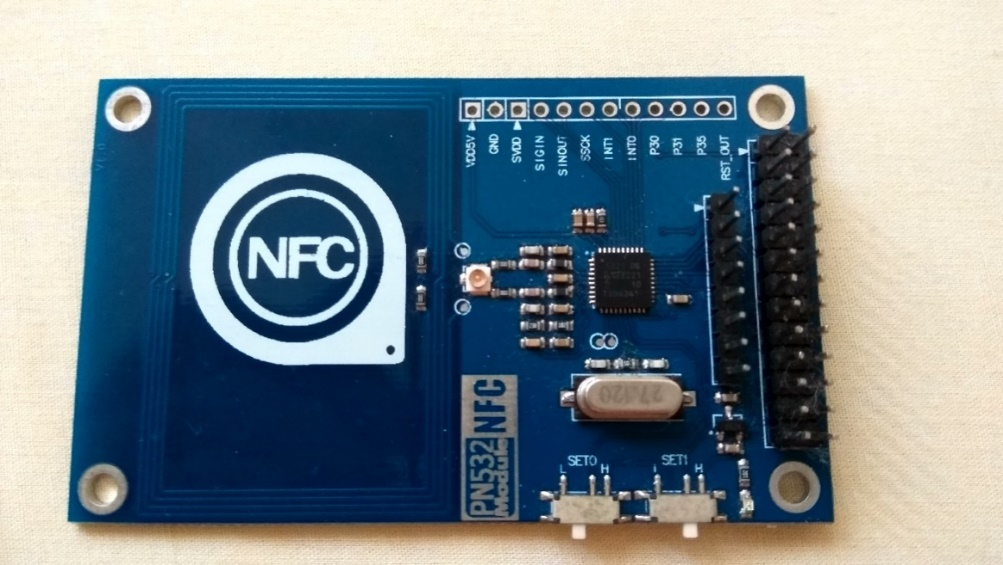 VDD5V
GND
SVDD
SIGIN
SINOUT
SSCK
INT1
INT0
P30
P31
P35
RST_OUT
NFC
PN532 NFC
Module
SET0
SET1
L H
H